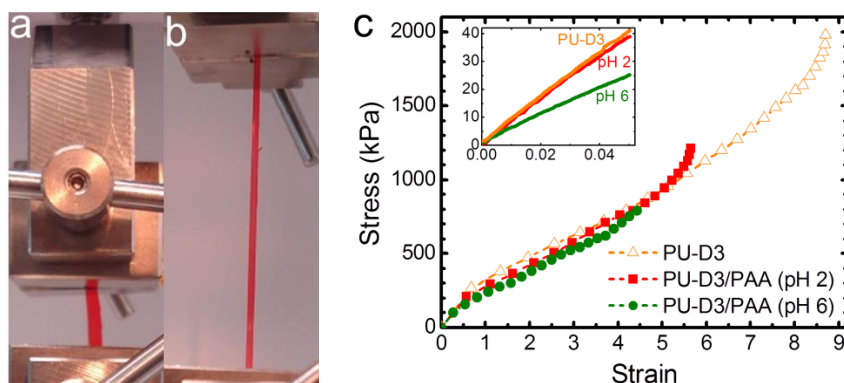 a
b
c
Stress (kPa)
2000
1500
1000
500
0
40
30
20
10
0
0.00
0.02
0.04
PU-D3
pH 2
pH 6
PU-D3
PU-D3/PAA (pH 2)
PU-D3/PAA (pH 6)
0 1 2 3 4 5 6 7 8 9
Strain